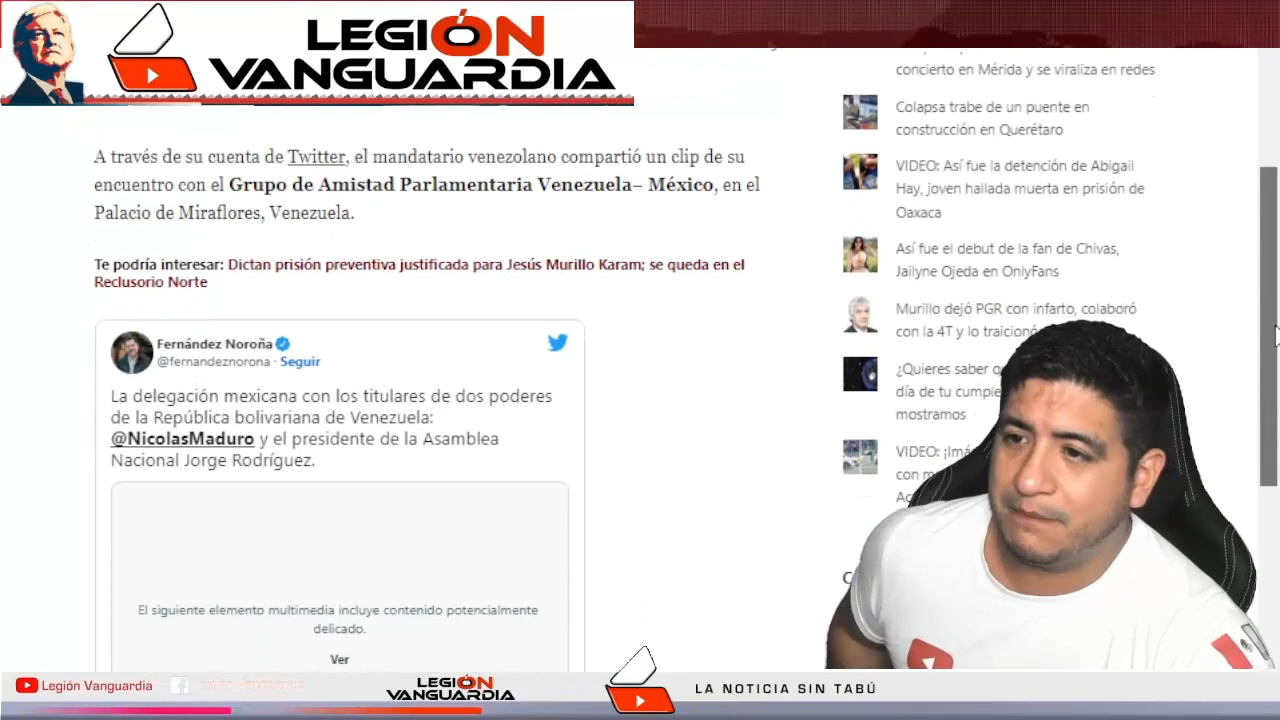 LEGIÓN
VANGUARDIA
A través de su cuenta de Twitter, el mandatario venezolano compartió un clip de su
encuentro con el Grupo de Amistad Parlamentaria Venezuela– México, en el
Palacio de Miraflores, Venezuela.
Te podría interesar: Dictan prisión preventiva justificada para Jesús Murillo Karam; se queda en el
Reclusorio Norte
Fernández Noroña
@fernandeznorona · Seguir
La delegación mexicana con los titulares de dos poderes
de la República bolivariana de Venezuela:
@NicolasMaduro y el presidente de la Asamblea
Nacional Jorge Rodríguez.
El siguiente elemento multimedia incluye contenido potencialmente
delicado.
Ver
concierto en Mérida y se viraliza en redes
Colapsa trabe de un puente en
construcción en Querétaro
VIDEO: Así fue la detención de Abigail
Hay, joven hallada muerta en prisión de
Oaxaca
Así fue el debut de la fan de Chivas,
Jailyne Ojeda en OnlyFans
Murillo dejó PGR con infarto, colaboró
con la 4T y lo traicionó
¿Quieres saber
día de tu
mostramos
VIDEO:
con
Legión Vanguardia
LEGIÓN
VANGUARDIA
LA NOTICIA SIN TABÚ